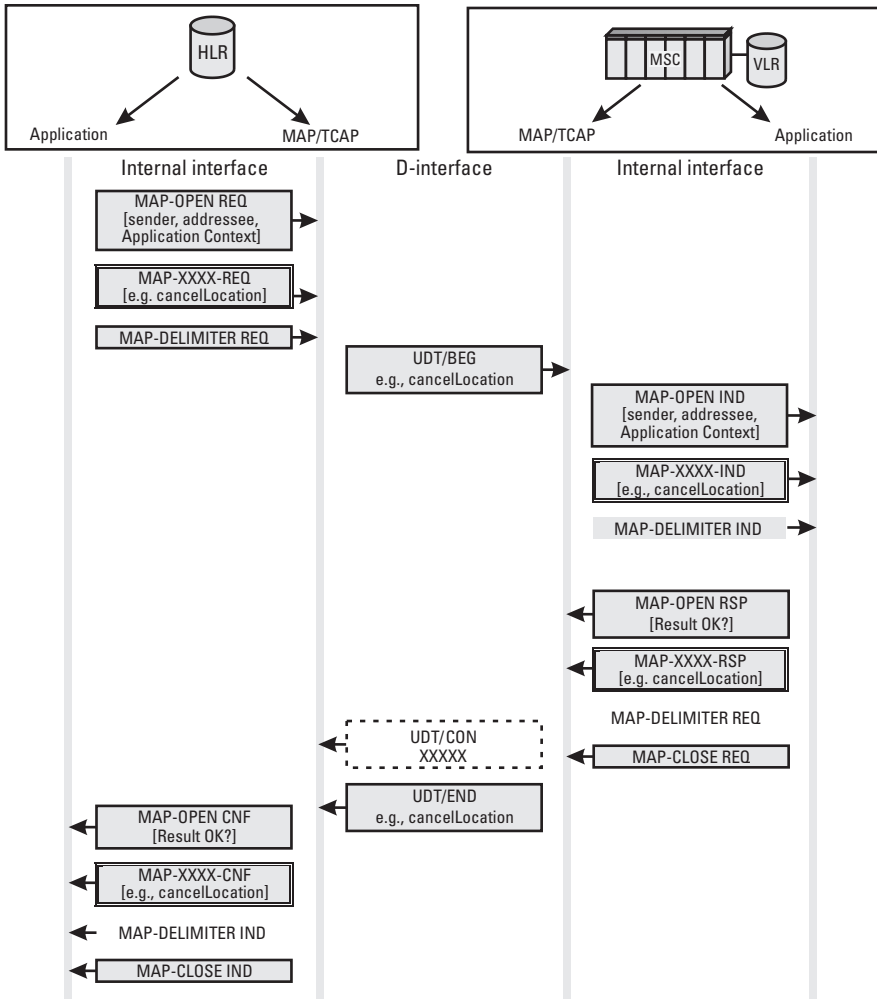 HLR
MSC
VLR
Application
MAP/TCAP
MAP/TCAP
Application
Internal interface
D-interface
Internal interface
MAP-OPEN REQ
[sender, addressee,
Application Context]
MAP-XXXX-REQ
[e.g. cancelLocation]
MAP-DELIMITER REQ
UDT/BEG
e.g., cancelLocation
MAP-OPEN IND
[sender, addressee,
Application Context]
MAP-XXXX-IND
[e.g., cancelLocation]
MAP-DELIMITER IND
MAP-OPEN RSP
[Result OK?]
MAP-XXXX-RSP
[e.g. cancelLocation]
MAP-DELIMITER REQ
UDT/CON
XXXXX
MAP-CLOSE REQ
UDT/END
e.g., cancelLocation
MAP-OPEN CNF
[Result OK?]
MAP-XXXX-CNF
[e.g., cancelLocation]
MAP-DELIMITER IND
MAP-CLOSE IND